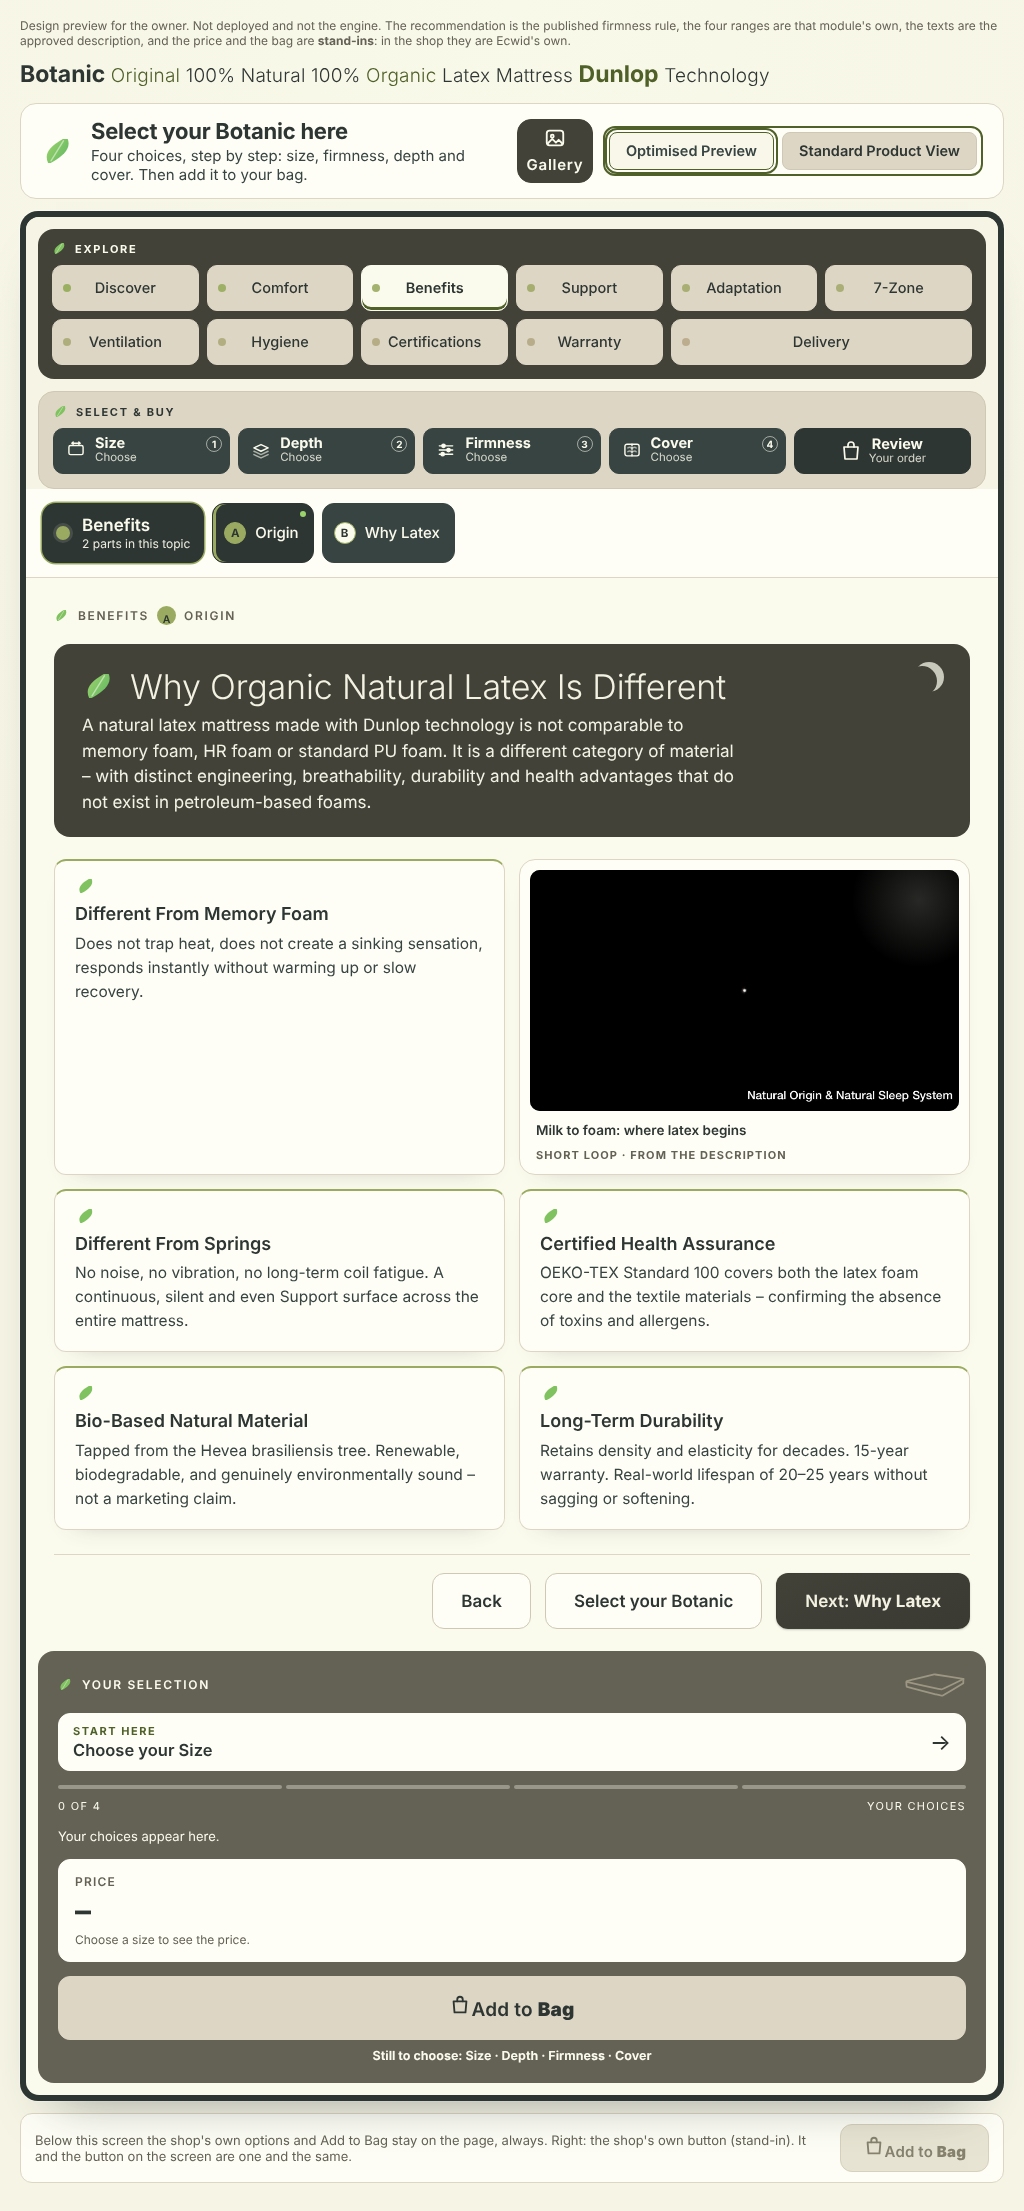 Design preview for the owner. Not deployed and not the engine. The recommendation is the published firmness rule, the four ranges are that module's own, the texts are the
approved description, and the price and the bag are stand-ins: in the shop they are Ecwid's own.
Botanic Original 100% Natural 100% Organic Latex Mattress Dunlop Technology
Select your Botanic here
Four choices, step by step: size, firmness, depth and
cover. Then add it to your bag.
Gallery
Optimised Preview
Standard Product View
EXPLORE
Discover
Comfort
Benefits
Support
Adaptation
7-Zone
Ventilation
Hygiene
Certifications
Warranty
Delivery
SELECT & BUY
Size
Choose
1
Depth
Choose
2
Firmness
Choose
3
Cover
Choose
4
Review
Your order
Benefits
2 parts in this topic
A
Origin
B
Why Latex
BENEFITS A ORIGIN
Why Organic Natural Latex Is Different
A natural latex mattress made with Dunlop technology is not comparable to
memory foam, HR foam or standard PU foam. It is a different category of material
– with distinct engineering, breathability, durability and health advantages that do
not exist in petroleum-based foams.
Different From Memory Foam
Does not trap heat, does not create a sinking sensation,
responds instantly without warming up or slow
recovery.
Natural Origin & Natural Sleep System
Milk to foam: where latex begins
SHORT LOOP · FROM THE DESCRIPTION
Different From Springs
No noise, no vibration, no long-term coil fatigue. A
continuous, silent and even Support surface across the
entire mattress.
Certified Health Assurance
OEKO-TEX Standard 100 covers both the latex foam
core and the textile materials – confirming the absence
of toxins and allergens.
Bio-Based Natural Material
Tapped from the Hevea brasiliensis tree. Renewable,
biodegradable, and genuinely environmentally sound –
not a marketing claim.
Long-Term Durability
Retains density and elasticity for decades. 15-year
warranty. Real-world lifespan of 20–25 years without
sagging or softening.
Back
Select your Botanic
Next: Why Latex
YOUR SELECTION
START HERE
Choose your Size
→
0 OF 4
YOUR CHOICES
Your choices appear here.
PRICE
–
Choose a size to see the price.
Add to Bag
Still to choose: Size · Depth · Firmness · Cover
Below this screen the shop's own options and Add to Bag stay on the page, always. Right: the shop's own button (stand-in). It
and the button on the screen are one and the same.
Add to Bag